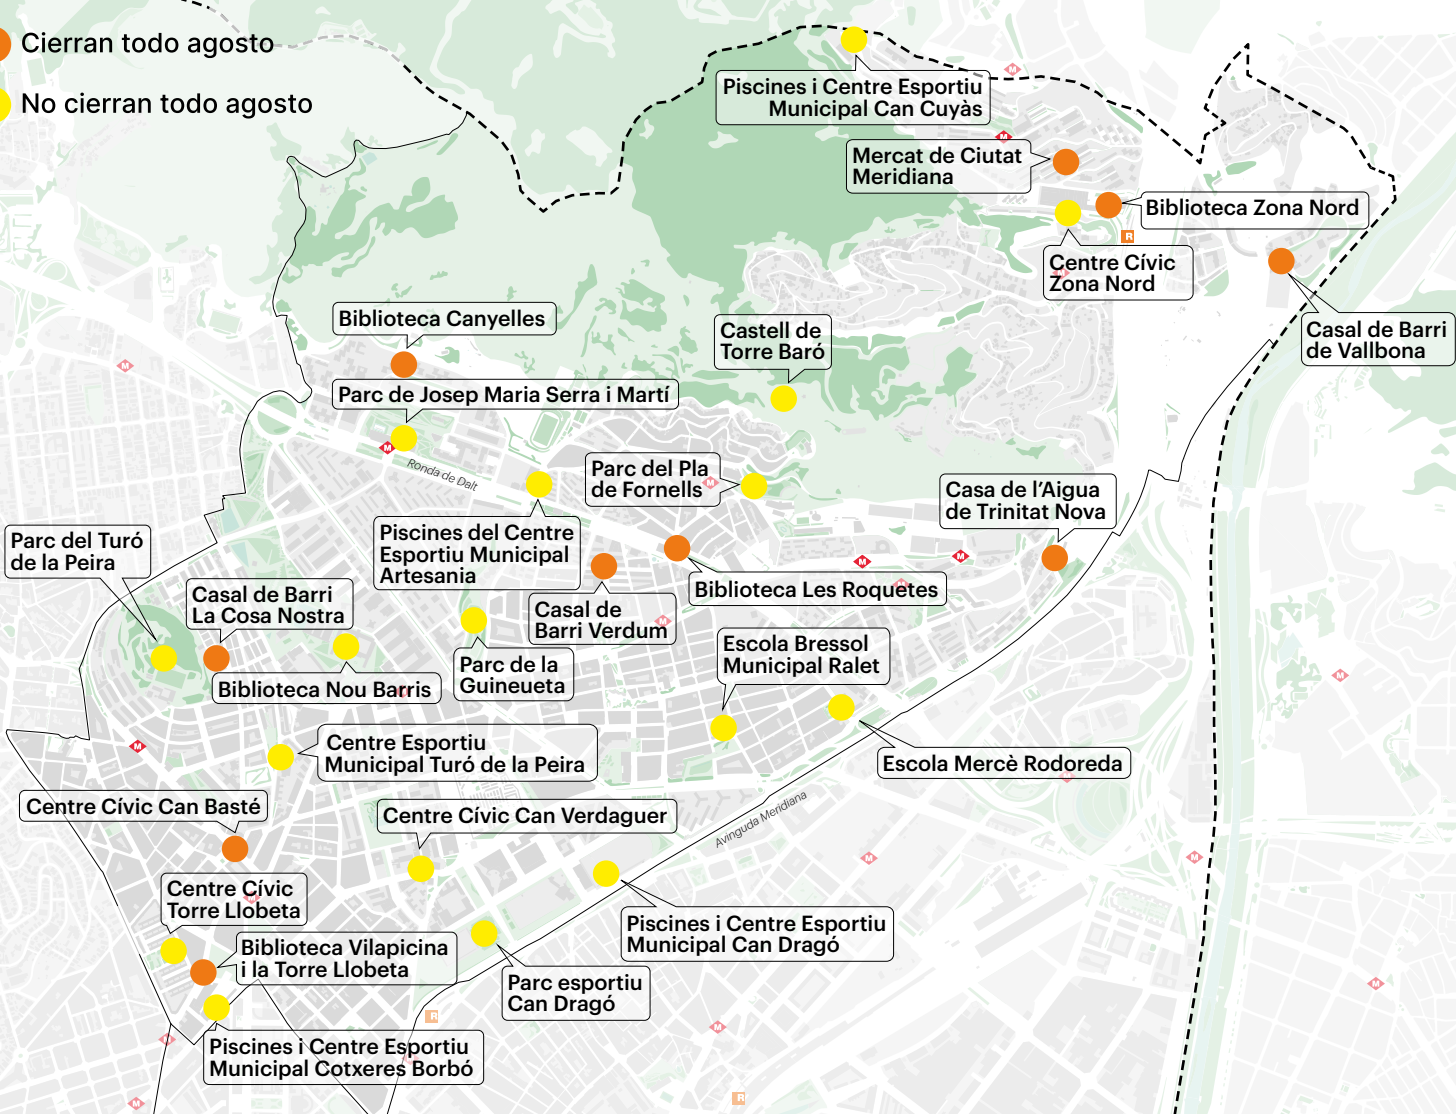 Cierran todo agosto
No cierran todo agosto
Piscines i Centre Esportiu
Municipal Can Cuyàs
Mercat de Ciutat
Meridiana
Biblioteca Zona Nord
Centre Cívic
Zona Nord
Casal de Barri
de Vallbona
Biblioteca Canyelles
Castell de
Torre Baró
Parc de Josep Maria Serra i Martí
Ronda de Dalt
Parc del Pla
de Fornells
Casa de l'Aigua
de Trinitat Nova
Piscines del Centre
Esportiu Municipal
Artesania
Parc del Turó
de la Peira
Casal de Barri
La Cosa Nostra
Casal de
Barri Verdum
Biblioteca Les Roquetes
Escola Bressol
Municipal Ralet
Parc de la
Guineueta
Biblioteca Nou Barris
Centre Esportiu
Municipal Turó de la Peira
Escola Mercè Rodoreda
Centre Cívic Can Basté
Centre Cívic Can Verdaguer
Avinguda Meridiana
Centre Cívic
Torre Llobeta
Piscines i Centre Esportiu
Municipal Can Dragó
Biblioteca Vilapicina
i la Torre Llobeta
Parc esportiu
Can Dragó
Piscines i Centre Esportiu
Municipal Cotxeres Borbó